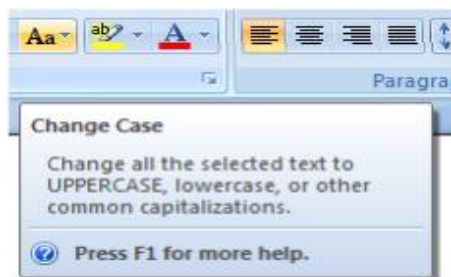 Aa ab A
Paragra
Change Case
Change all the selected text to
UPPERCASE, lowercase, or other
common capitalizations.
Press F1 for more help.